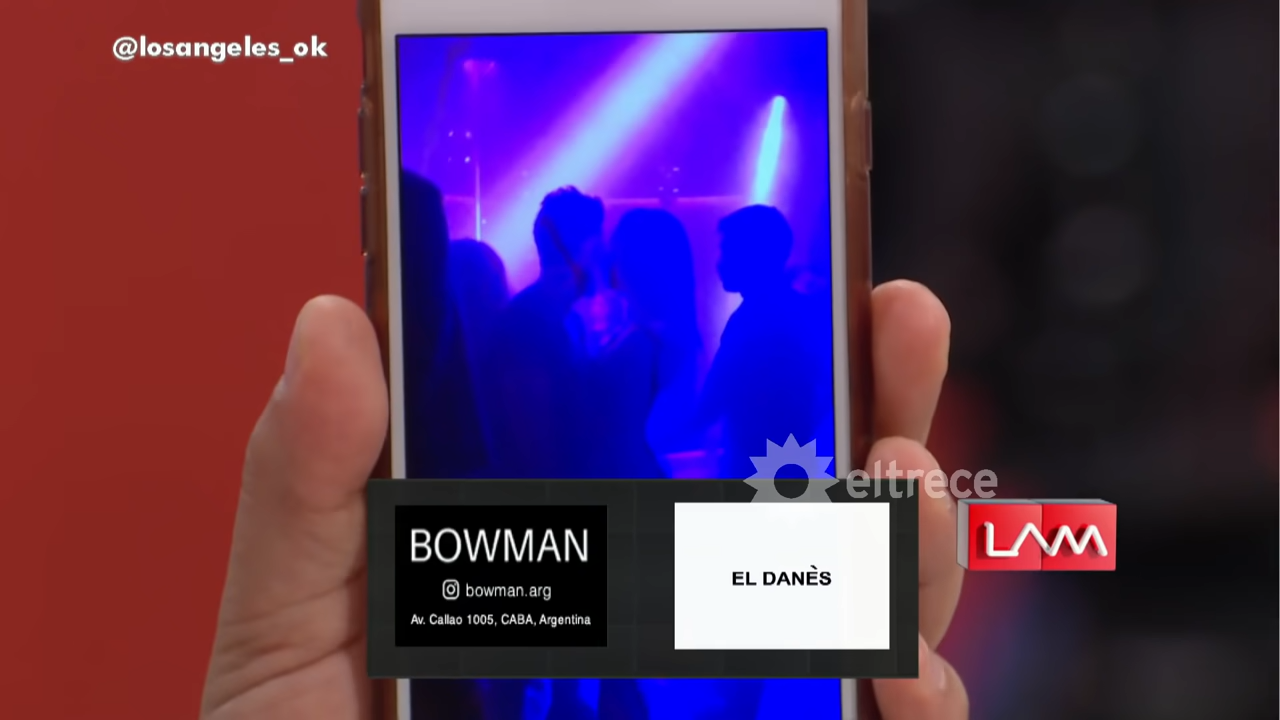 @losangeles_ok
eltrece
LAM
BOWMAN
bowman.arg
Av. Callao 1005, CABA, Argentina
EL DANÈS